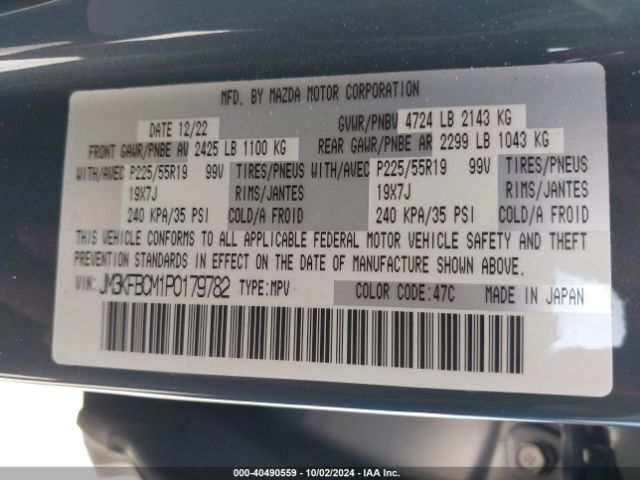 MFD. BY MAZDA MOTOR CORPORATION
DATE 12/22 GVWR/PNBV 4724 LB 2143 KG
FRONT GAWR/PNBE AV 2425 LB 1100 KG REAR GAWR/PNBE AR 2299 LB 1043 KG
WITH/AVEC P225/55R19 99V TIRES/PNEUS WITH/AVEC P225/55R19 99V TIRES/PNEUS
19X7J RIMS/JANTES 19X7J RIMS/JANTES
240 KPA/35 PSI COLD/A FROID 240 KPA/35 PSI COLD/A FROID
THIS VEHICLE CONFORMS TO ALL APPLICABLE FEDERAL MOTOR VEHICLE SAFETY AND THEFT
PREVENTION STANDARDS IN EFFECT ON THE DATE OF MANUFACTURE SHOWN ABOVE.
VIN: JM3KFBCM1P0179782 TYPE:MPV COLOR CODE:47C MADE IN JAPAN
000-40490559 - 10/02/2024 - IAA Inc.